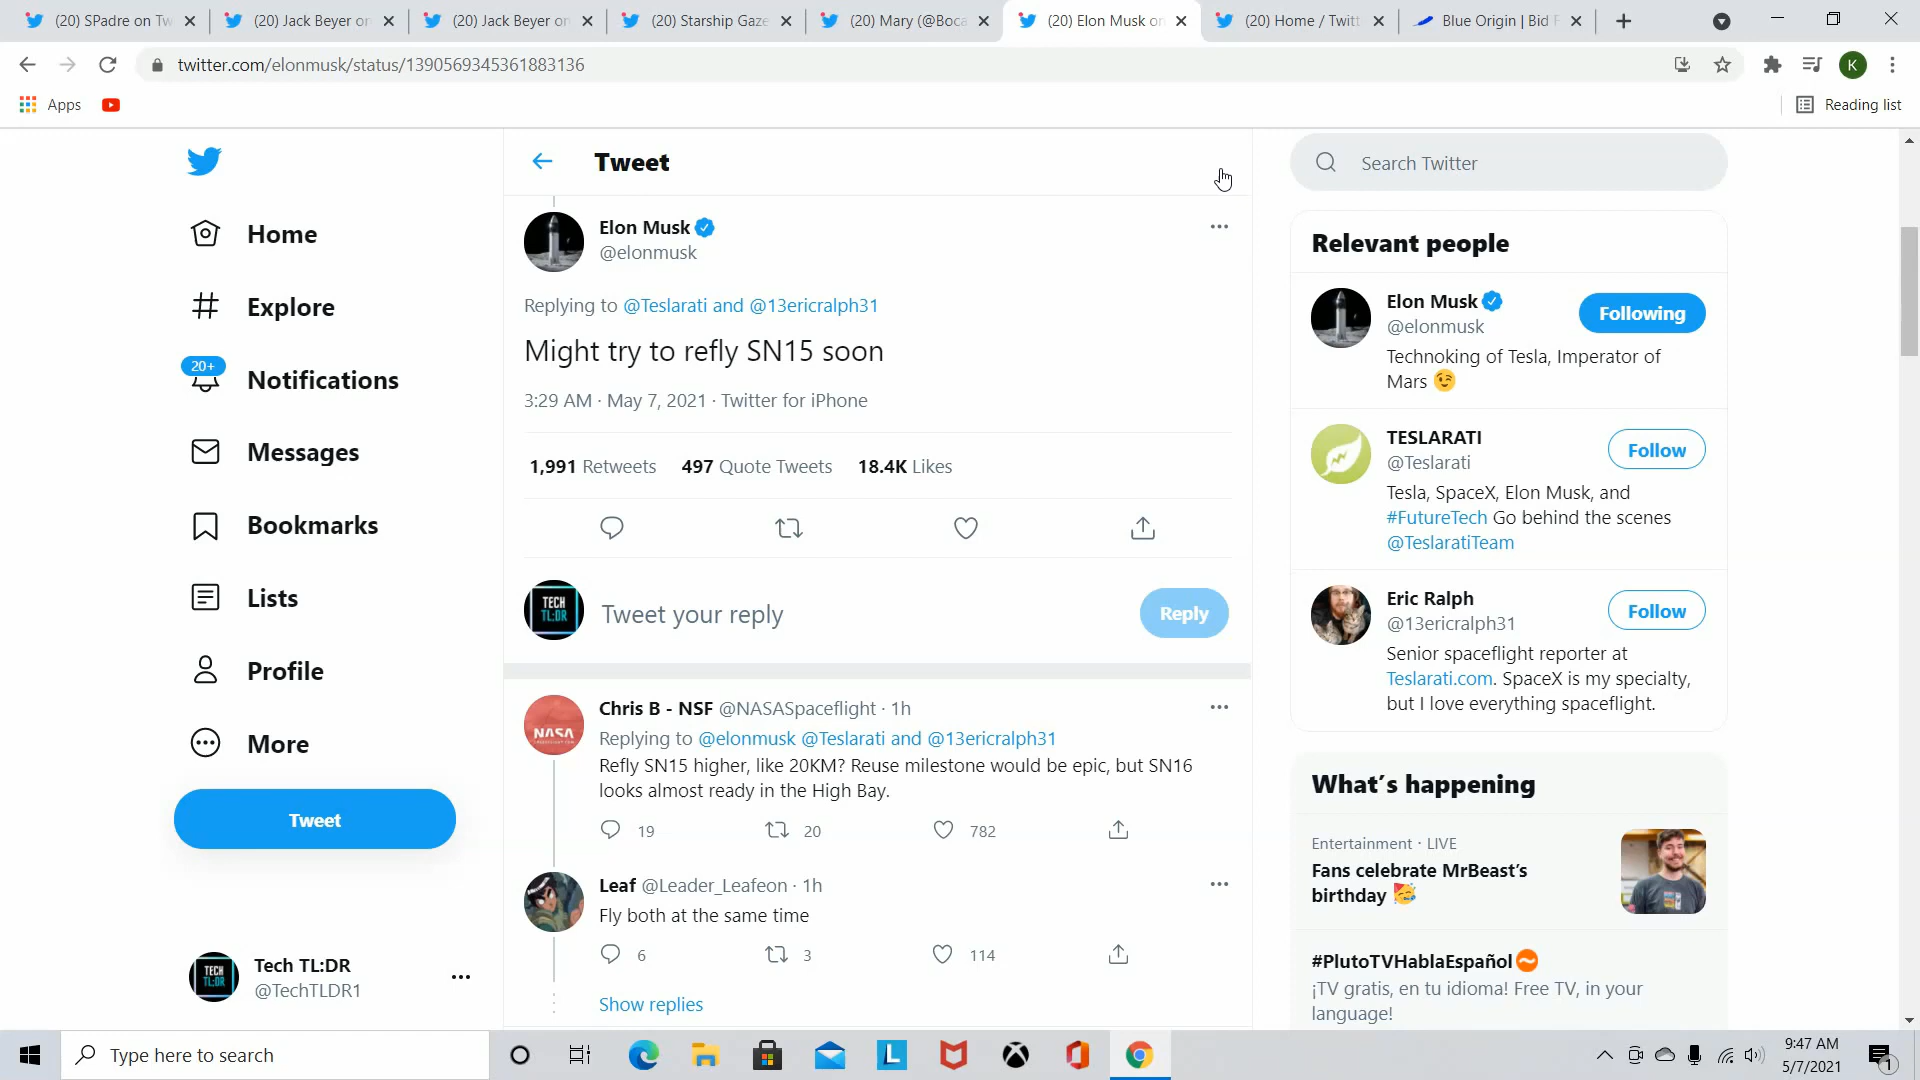 (20) SPadre on Tw
(20) Jack Beyer on
(20) Jack Beyer on
(20) Starship Gaze
(20) Mary (@Boca
(20) Elon Musk on
(20) Home / Twitt
Blue Origin | Bid F
twitter.com/elonmusk/status/1390569345361883136
K
Apps
Reading list
Home
Explore
20+
Notifications
Messages
Bookmarks
Lists
Profile
More
Tweet
TECH
TL:DR
Tech TL:DR
@TechTLDR1
Tweet
Elon Musk
@elonmusk
Replying to @Teslarati and @13ericralph31
Might try to refly SN15 soon
3:29 AM · May 7, 2021 · Twitter for iPhone
1,991 Retweets 497 Quote Tweets 18.4K Likes
TECH
TL:DR
Tweet your reply
Reply
NASA
Chris B - NSF @NASASpaceflight · 1h
Replying to @elonmusk @Teslarati and @13ericralph31
Refly SN15 higher, like 20KM? Reuse milestone would be epic, but SN16
looks almost ready in the High Bay.
19 20 782
Leaf @Leader_Leafeon · 1h
Fly both at the same time
6 3 114
Show replies
Search Twitter
Relevant people
Elon Musk
@elonmusk
Following
Technoking of Tesla, Imperator of
Mars 😉
TESLARATI
@Teslarati
Follow
Tesla, SpaceX, Elon Musk, and
#FutureTech Go behind the scenes
@TeslaratiTeam
Eric Ralph
@13ericralph31
Follow
Senior spaceflight reporter at
Teslarati.com. SpaceX is my specialty,
but I love everything spaceflight.
What's happening
Entertainment · LIVE
Fans celebrate MrBeast's
birthday 🥳
#PlutoTVHablaEspañol
¡TV gratis, en tu idioma! Free TV, in your
language!
Type here to search
L
9:47 AM
5/7/2021
1